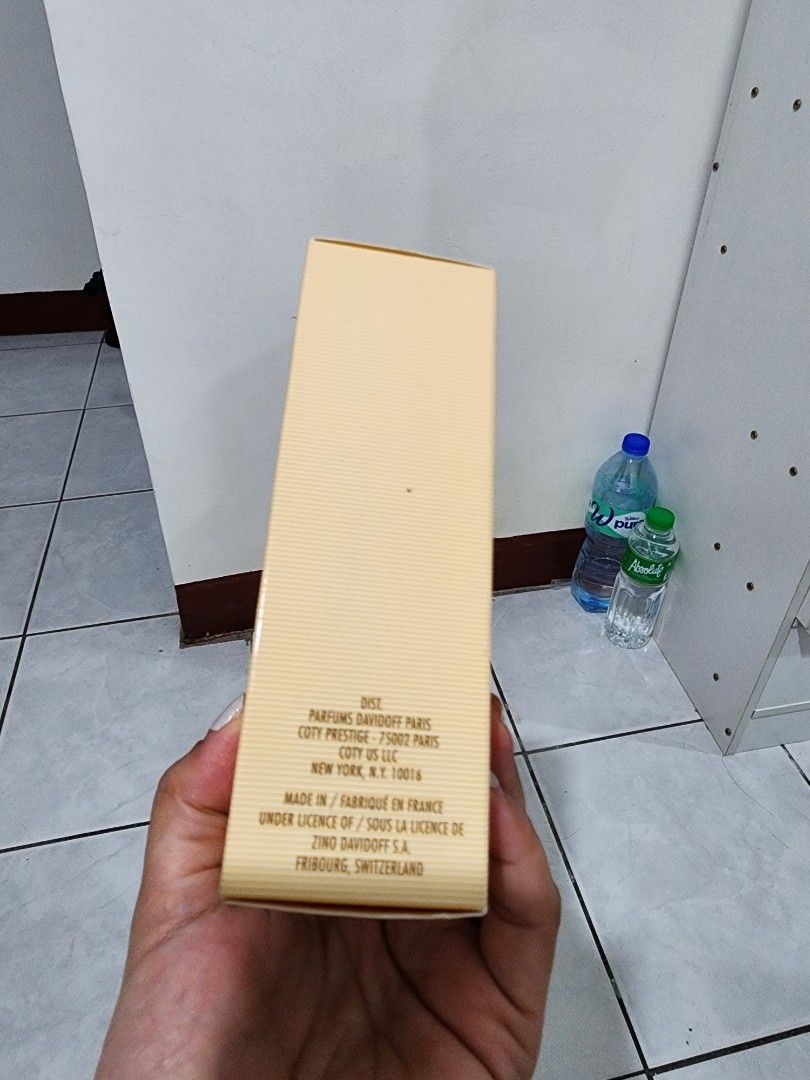 DIST.
PARFUMS DAVIDOFF PARIS
COTY PRESTIGE - 75002 PARIS
COTY US LLC
NEW YORK, N.Y. 10016
MADE IN / FABRIQUÉ EN FRANCE
UNDER LICENCE OF / SOUS LA LICENCE DE
ZINO DAVIDOFF S.A.
FRIBOURG, SWITZERLAND
Absolute